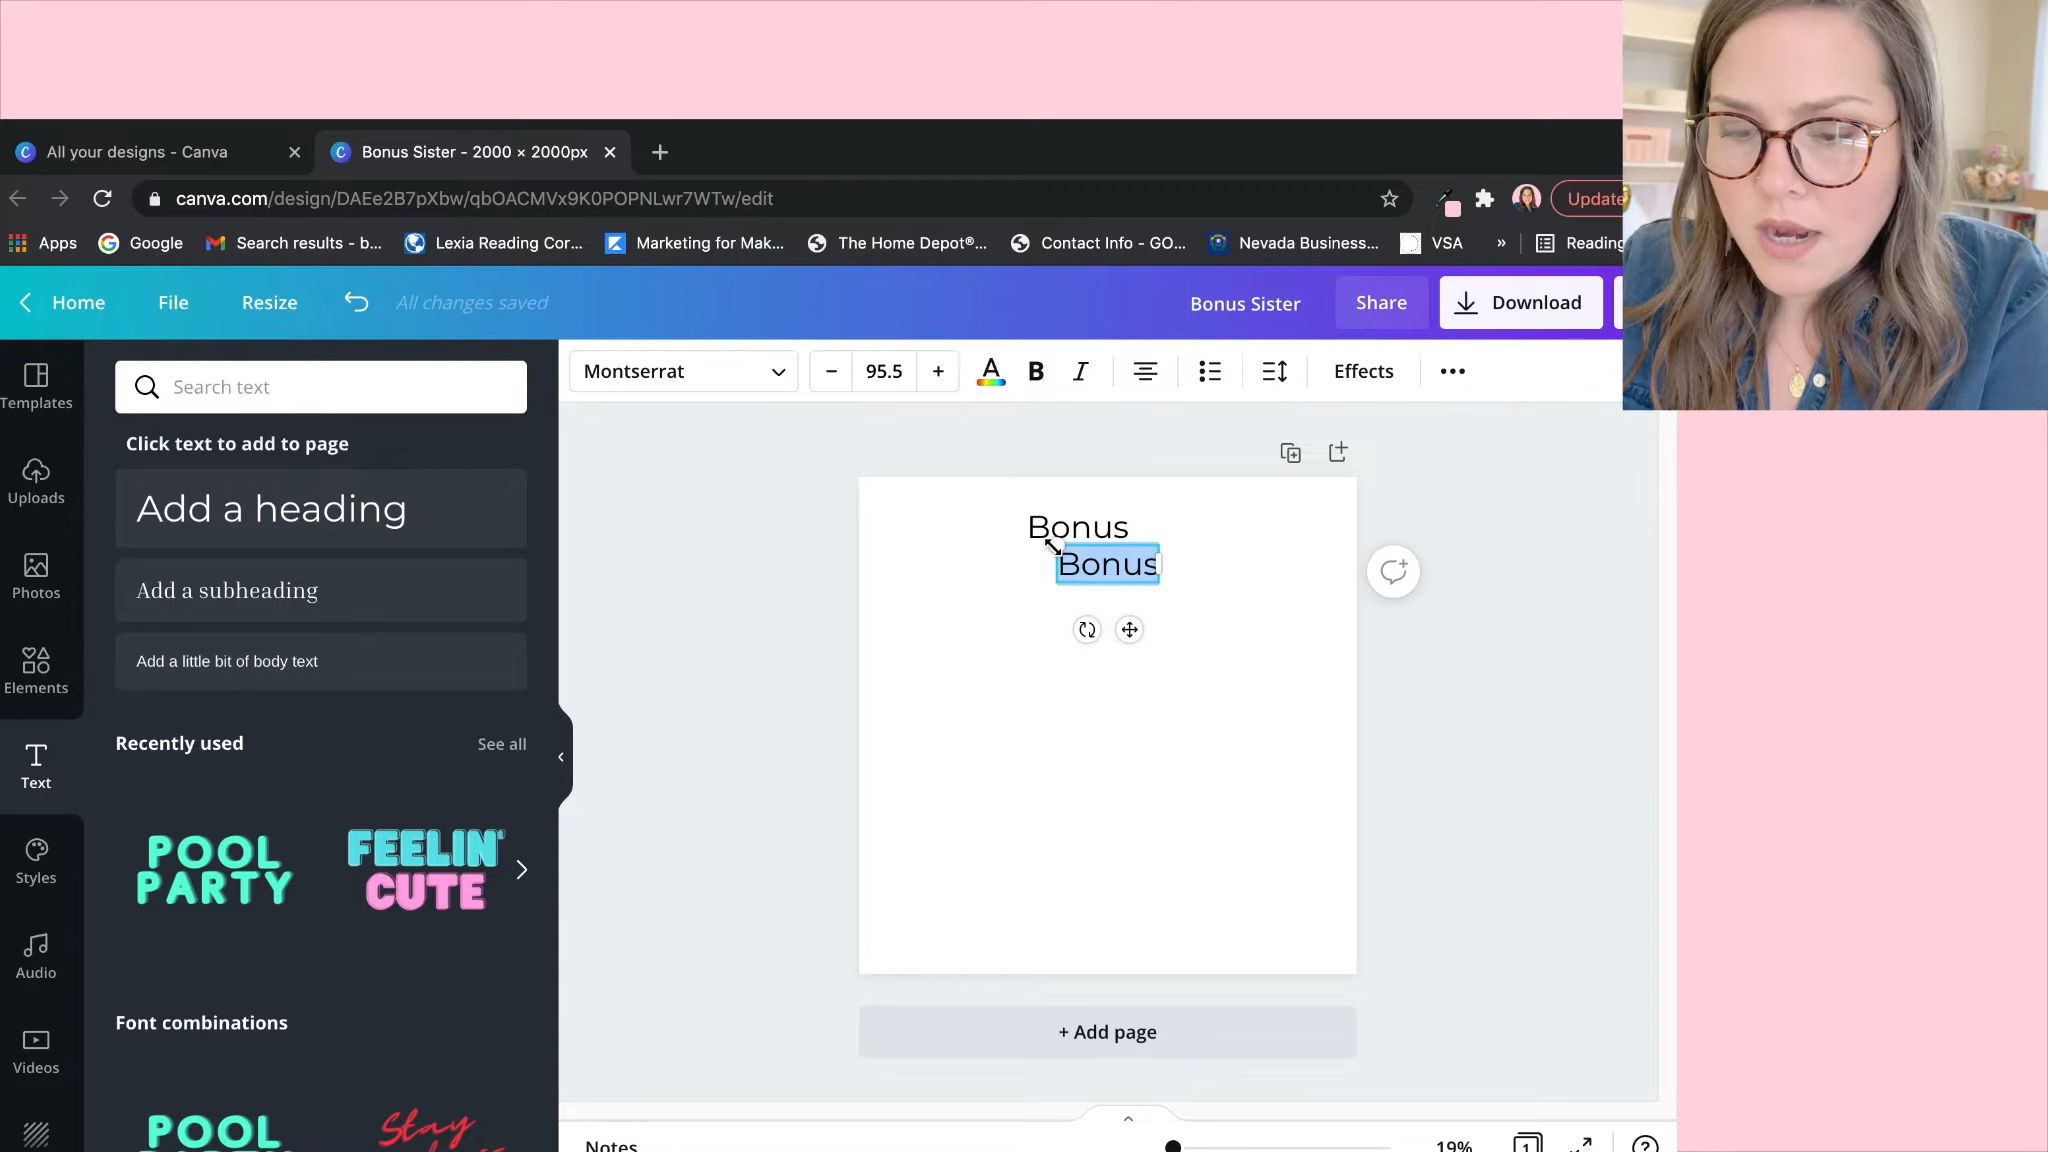 All your designs - Canva
Bonus Sister - 2000 × 2000px
canva.com/design/DAEe2B7pXbw/qbOACMVx9K0POPNLwr7WTw/edit
Update
Apps
Google
Search results - b...
Lexia Reading Cor...
Marketing for Mak...
The Home Depot®...
Contact Info - GO...
Nevada Business...
VSA
»
Reading
Home
File
Resize
All changes saved
Bonus Sister
Share
Download
Templates
Uploads
Photos
Elements
Text
Styles
Audio
Videos
Search text
Click text to add to page
Add a heading
Add a subheading
Add a little bit of body text
Recently used
See all
POOL
PARTY
FEELIN'
CUTE
Font combinations
POOL
Stay
Montserrat
95.5
A
B
I
Effects
Bonus
Bonus
+ Add page
Notes
19%
1
?